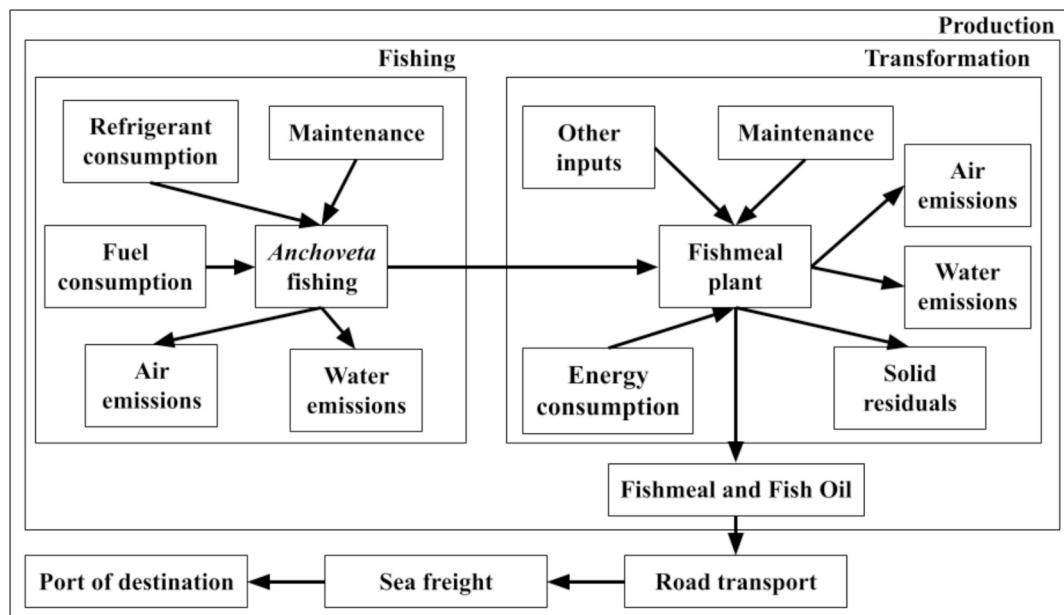 Production
Fishing
Transformation
Refrigerant
consumption
Maintenance
Fuel
consumption
Anchoveta
fishing
Air
emissions
Water
emissions
Other
inputs
Maintenance
Fishmeal
plant
Air
emissions
Water
emissions
Energy
consumption
Solid
residuals
Fishmeal and Fish Oil
Port of destination
Sea freight
Road transport